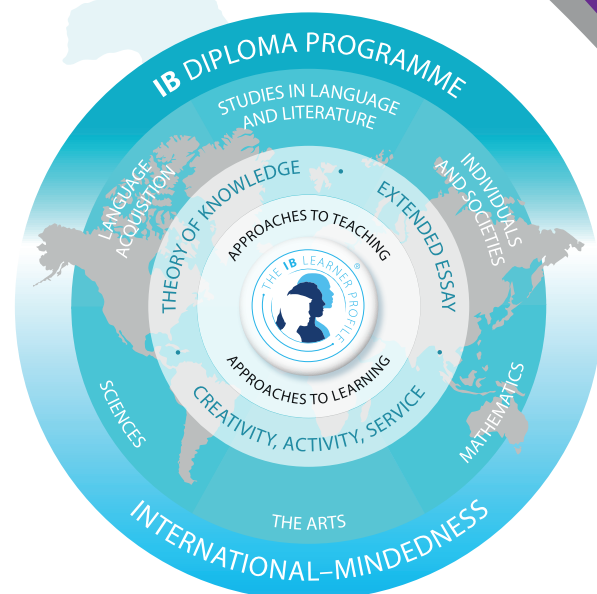 IB DIPLOMA PROGRAMME
STUDIES IN LANGUAGE
AND LITERATURE
LANGUAGE
ACQUISITION
INDIVIDUALS
AND SOCIETIES
THEORY OF KNOWLEDGE
•
EXTENDED ESSAY
APPROACHES TO TEACHING
THE IB LEARNER PROFILE®
APPROACHES TO LEARNING
•
CREATIVITY, ACTIVITY, SERVICE
•
SCIENCES
MATHEMATICS
THE ARTS
INTERNATIONAL–MINDEDNESS